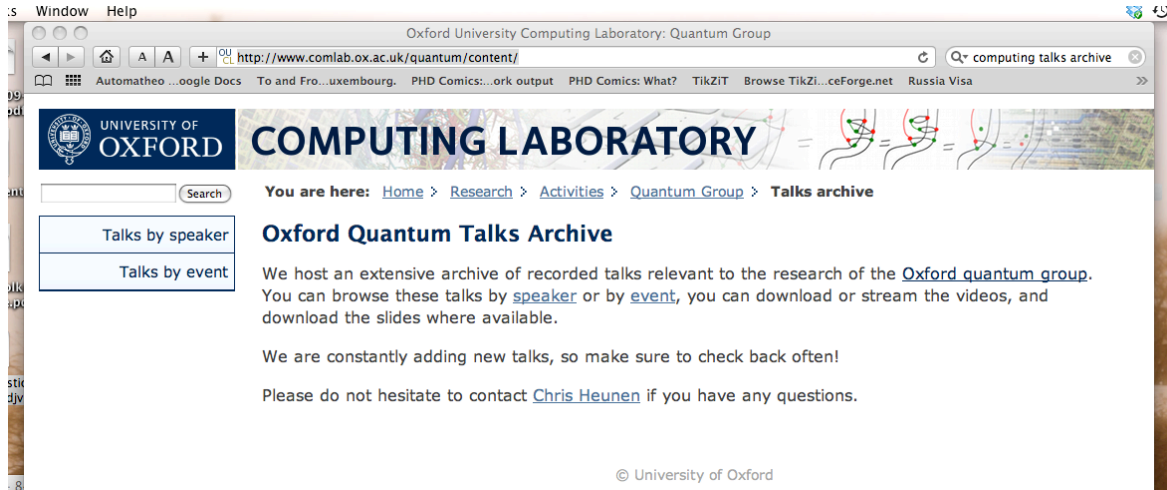 Window Help
Oxford University Computing Laboratory: Quantum Group
A A + OUCL http://www.comlab.ox.ac.uk/quantum/content/ computing talks archive
Automatheo ...oogle Docs To and Fro...uxembourg. PHD Comics:...ork output PHD Comics: What? TikZiT Browse TikZi...ceForge.net Russia Visa >>
UNIVERSITY OF
OXFORD
COMPUTING LABORATORY
Search
You are here: Home > Research > Activities > Quantum Group > Talks archive
Talks by speaker
Talks by event
Oxford Quantum Talks Archive
We host an extensive archive of recorded talks relevant to the research of the Oxford quantum group.
You can browse these talks by speaker or by event, you can download or stream the videos, and
download the slides where available.
We are constantly adding new talks, so make sure to check back often!
Please do not hesitate to contact Chris Heunen if you have any questions.
© University of Oxford